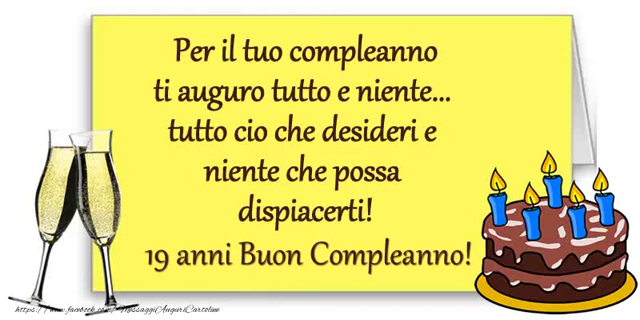 Per il tuo compleanno
ti auguro tutto e niente...
tutto cio che desideri e
niente che possa
dispiacerti!
19 anni Buon Compleanno!
https://www.facebook.com/MessaggiAuguriCartoline